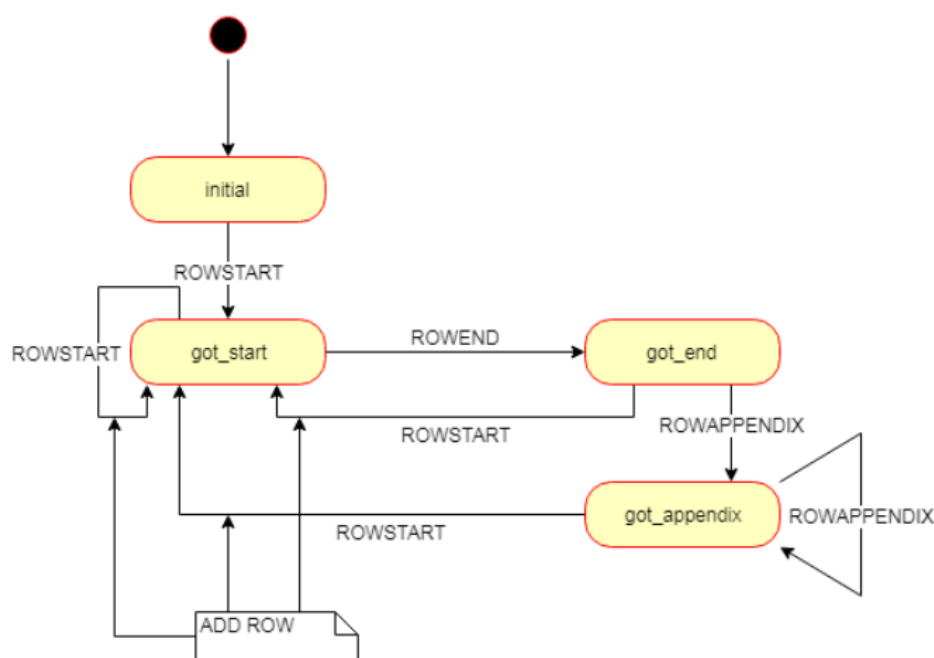 initial
ROWSTART
ROWSTART
got_start
ROWEND
got_end
ROWSTART
ROWAPPENDIX
ROWSTART
got_appendix
ROWAPPENDIX
ADD ROW